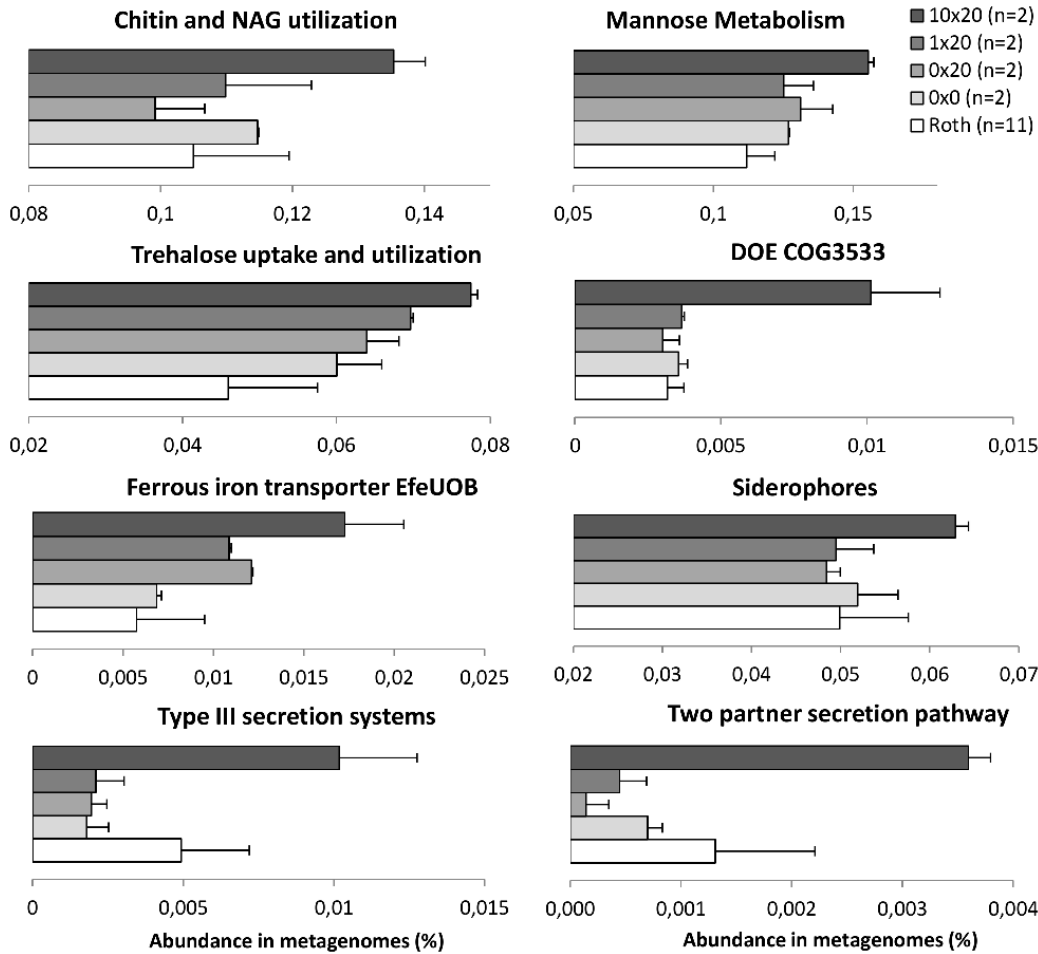 Chitin and NAG utilization
0,08 0,1 0,12 0,14
Mannose Metabolism
0,05 0,1 0,15
10x20 (n=2)
1x20 (n=2)
0x20 (n=2)
0x0 (n=2)
Roth (n=11)
Trehalose uptake and utilization
0,02 0,04 0,06 0,08
DOE COG3533
0 0,005 0,01 0,015
Ferrous iron transporter EfeUOB
0 0,005 0,01 0,015 0,02 0,025
Siderophores
0,02 0,03 0,04 0,05 0,06 0,07
Type III secretion systems
0 0,005 0,01 0,015
Abundance in metagenomes (%)
Two partner secretion pathway
0,000 0,001 0,002 0,003 0,004
Abundance in metagenomes (%)